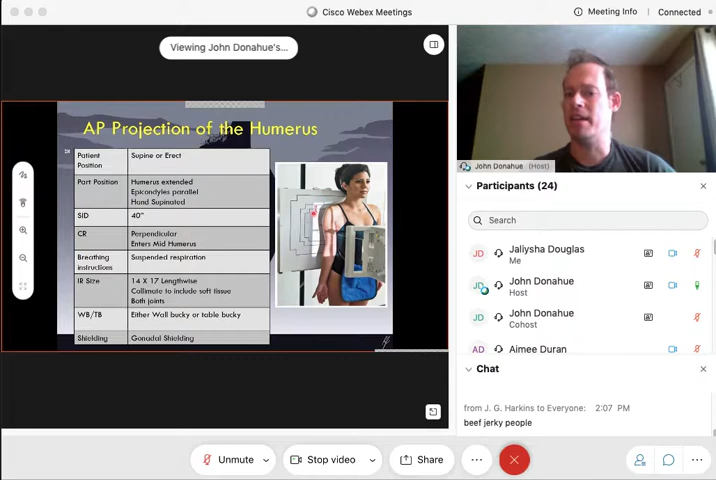 Cisco Webex Meetings
Meeting Info
Connected
Viewing John Donahue's...
AP Projection of the Humerus
Patient Position
Supine or Erect
Part Position
Humerus extended
Epicondyles parallel
Hand Supinated
SID
40"
CR
Perpendicular
Enters Mid Humerus
Breathing instructions
Suspended respiration
IR Size
14 X 17 Lengthwise
Collimate to include soft tissue
Both joints
WB/TB
Either Wall bucky or table bucky
Shielding
Gonadal Shielding
John Donahue (Host)
Participants (24)
Search
JD
Jaliysha Douglas
Me
JD
John Donahue
Host
JD
John Donahue
Cohost
AD
Aimee Duran
Chat
from J. G. Harkins to Everyone: 2:07 PM
beef jerky people
Unmute
Stop video
Share